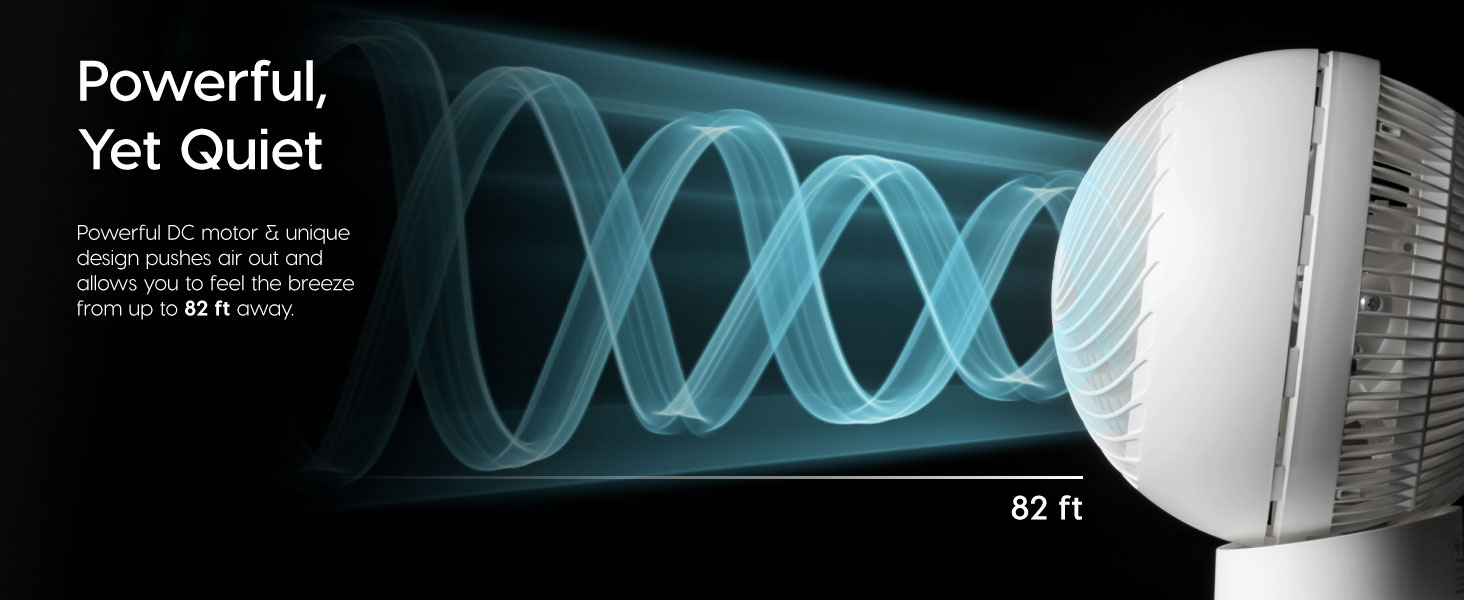 Powerful,
Yet Quiet
Powerful DC motor & unique
design pushes air out and
allows you to feel the breeze
from up to 82 ft away.
82 ft